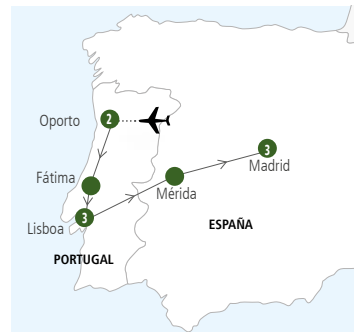 2
Oporto
3
Madrid
Fátima
Mérida
3
Lisboa
ESPAÑA
PORTUGAL